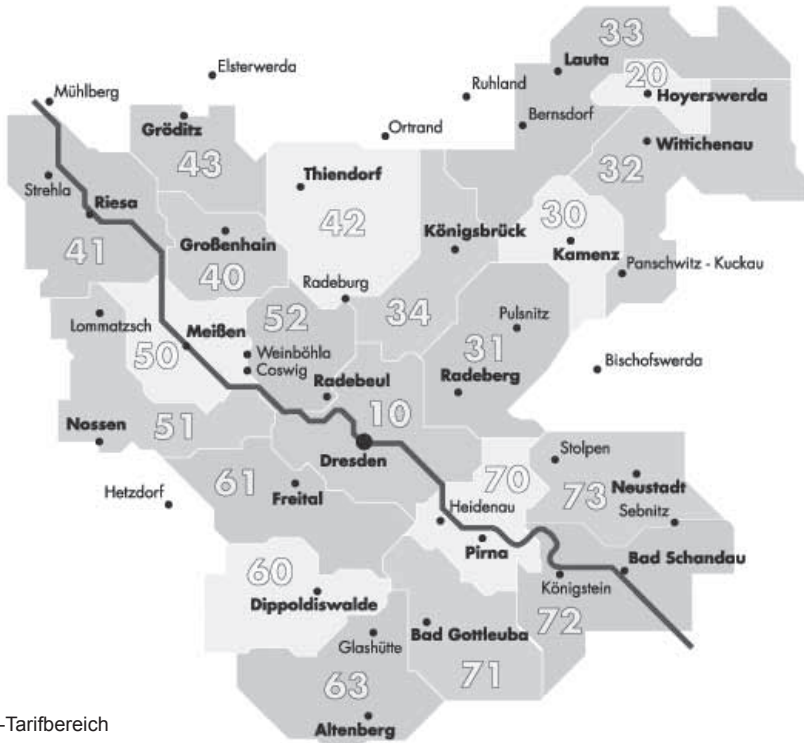 33
Lauta
Elsterwerda
20
Ruhland
Hoyerswerda
Mühlberg
Gröditz
Bernsdorf
Ortrand
Wittichenau
43
32
Strehla
Thiendorf
Riesa
42
30
Großenhain
Königsbrück
Kamenz
41
40
Panschwitz - Kuckau
Radeburg
Lommatzsch
52
34
Pulsnitz
Meißen
31
50
Weinböhla
Coswig
Bischofswerda
Radebeul
Radeberg
10
Nossen
51
Dresden
70
Stolpen
61
Freital
73
Neustadt
Hetzdorf
Heidenau
Sebnitz
Pirna
Bad Schandau
60
Königstein
Dippoldiswalde
72
Glashütte
Bad Gottleuba
71
63
Altenberg
-Tarifbereich